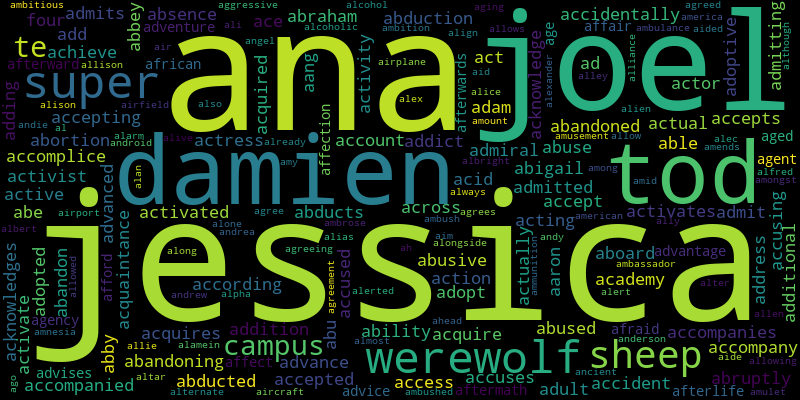 ambitious aggressive alcohol aging agreed
four admits absence ace abraham abduction accidentally america
abbey adventure ali alcoholic ambition align allows affair age ambulance aided
add air angel airplane act ad alliance although
te achieve african acquired aang activity alex aid alice alley actor adoptive admitting
super ana joel
afterward allison alison airfield amount adam afterwards acknowledge alexander alien
adding accepting also abandoned actual accepts
andie al alarm android alive affection amusement allow alec aged
abortion actress already account addict admiral abuse able amends
accomplice amy albright among agent
damien tod
activist advanced alan acid abigail amid alfred
active always admitted accept amongst
abe activated abducts across activates admit
albert airport agree alone ambrose ambush agrees acting american ally accusing additional
jessica
acknowledges acquaintance along andrea alias aim alongside actually andy aaron aboard advantage address
adopted abandon allowed afford according agreeing accused ah abusive action ammunition ambassador academy
activate andrew alpha agreement alerted adopt alert alter allen
agency amnesia acquires addition abu ability acquire ahead abused afraid anderson accompanies
abby allie alamein campus almost werewolf sheep accompany
ago advises abandoning affect advance ancient aide abruptly
accompanied altar abducted accepted access accuses adult accident afterlife
alternate aircraft advice ambushed aftermath amulet